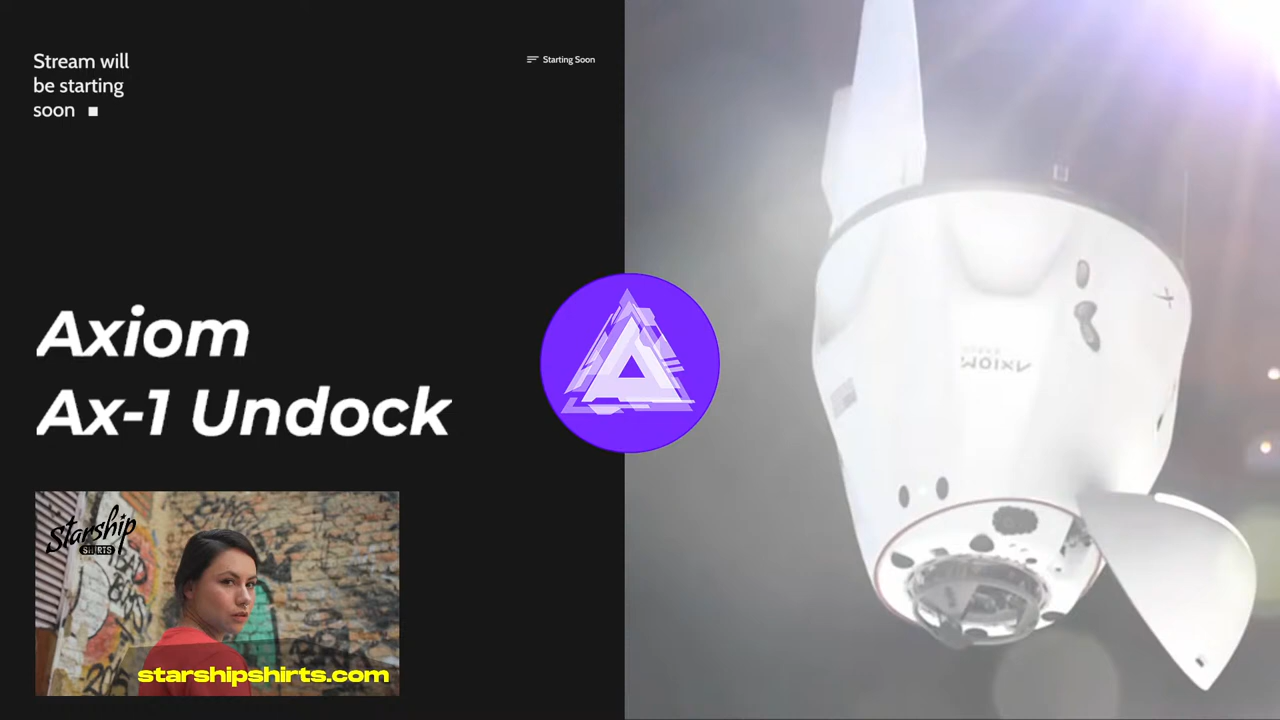 Stream will
be starting
soon
Starting Soon
Axiom
Ax-1 Undock
AXIOM
Starship
SHIRTS
starshipshirts.com